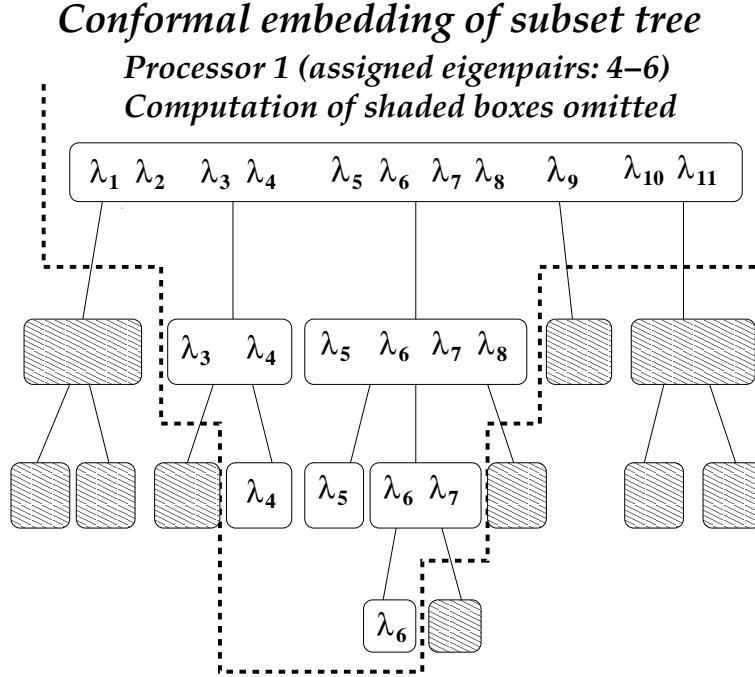 Conformal embedding of subset tree
Processor 1 (assigned eigenpairs: 4–6)
Computation of shaded boxes omitted
λ₁ λ₂ λ₃ λ₄ λ₅ λ₆ λ₇ λ₈ λ₉ λ₁₀ λ₁₁
λ₃ λ₄ λ₅ λ₆ λ₇ λ₈
λ₄ λ₅ λ₆ λ₇
λ₆